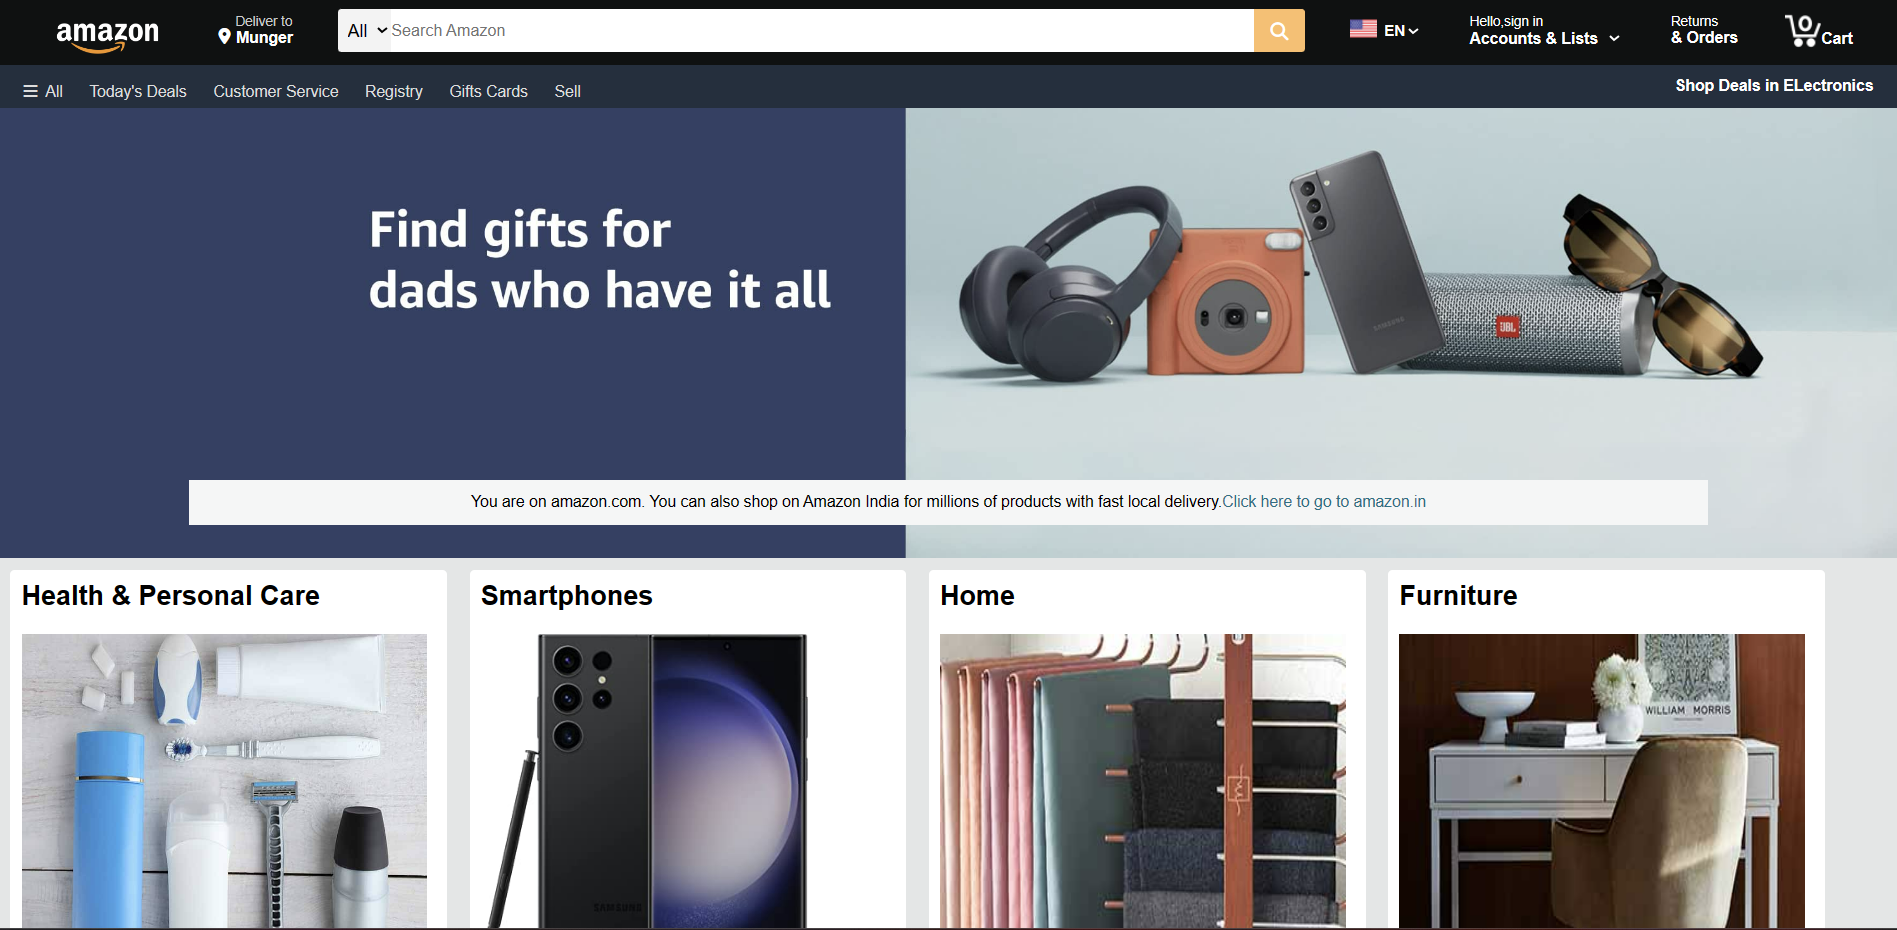 amazon
Deliver to
Munger
All
Search Amazon
EN
Hello,sign in
Accounts & Lists
Returns
& Orders
0
Cart
All
Today's Deals
Customer Service
Registry
Gifts Cards
Sell
Shop Deals in ELectronics
Find gifts for
dads who have it all
SAMSUNG
JBL
You are on amazon.com. You can also shop on Amazon India for millions of products with fast local delivery.Click here to go to amazon.in
Health & Personal Care
Smartphones
Home
Furniture
SAMSUNG
WILLIAM MORRIS